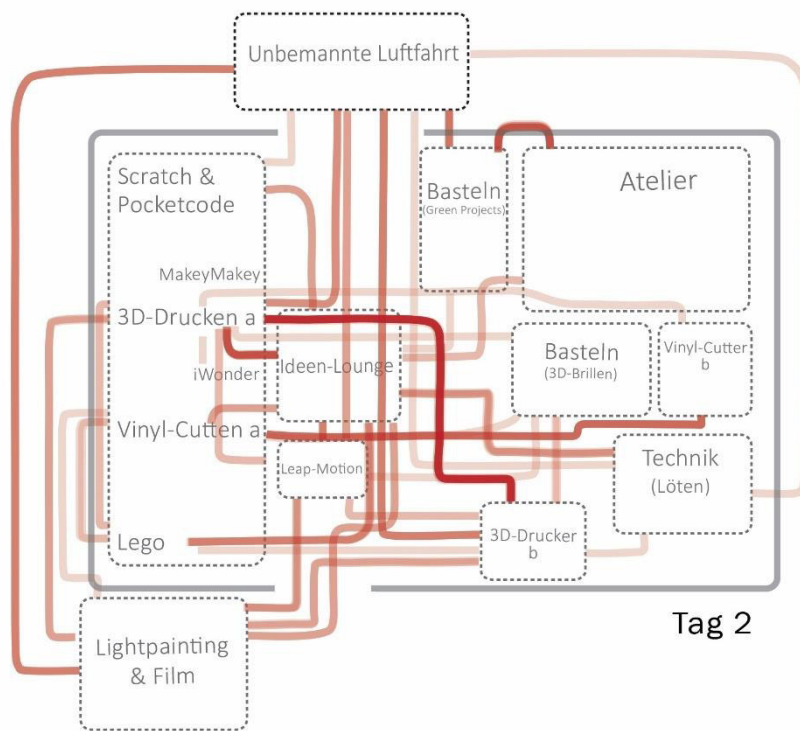 Unbemannte Luftfahrt
Scratch &
Pocketcode
MakeyMakey
3D-Drucken a
iWonder
Vinyl-Cutten a
Lego
Ideen-Lounge
Leap-Motion
Basteln
(Green Projects)
Atelier
Basteln
(3D-Brillen)
Vinyl-Cutter
b
Technik
(Löten)
3D-Drucker
b
Lightpainting
& Film
Tag 2